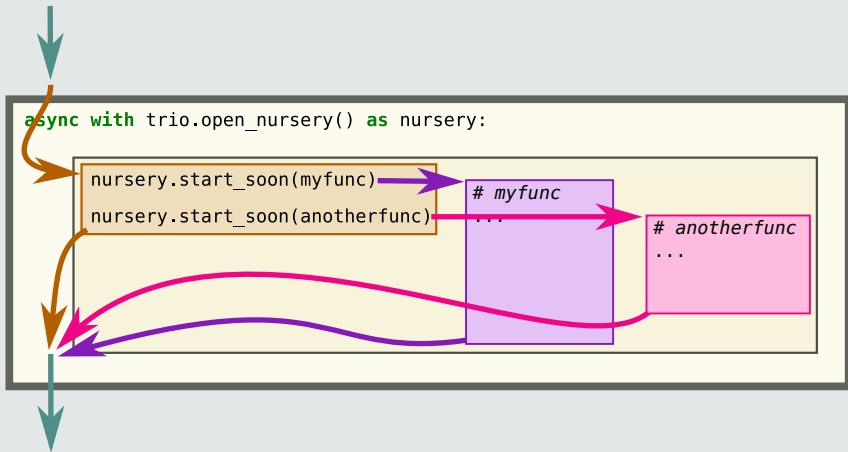 async with trio.open_nursery() as nursery:
nursery.start_soon(myfunc)
nursery.start_soon(anotherfunc)
# myfunc
...
# anotherfunc
...